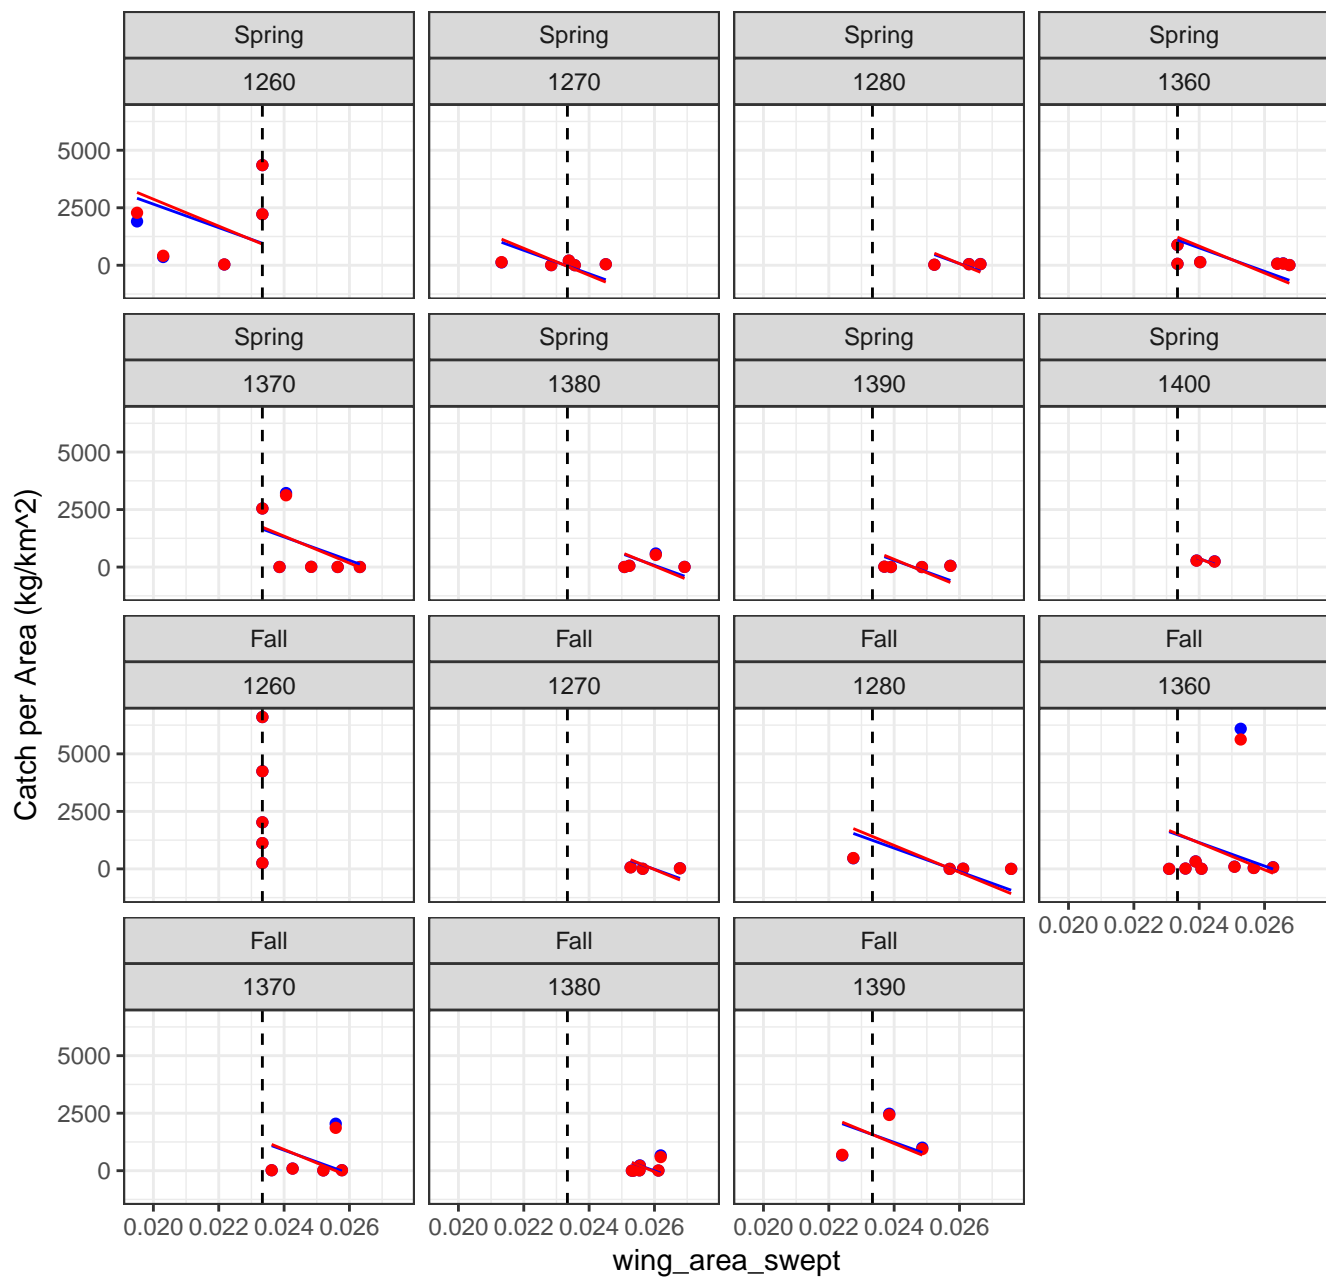 Spring Spring Spring Spring
1260 1270 1280 1360
5000
2500
0
Spring Spring Spring Spring
1370 1380 1390 1400
5000
2500
0
Catch per Area (kg/km^2)
Fall Fall Fall Fall
1260 1270 1280 1360
5000
2500
0
0.020 0.022 0.024 0.026
Fall Fall Fall
1370 1380 1390
5000
2500
0
0.020 0.022 0.024 0.026 0.020 0.022 0.024 0.026 0.020 0.022 0.024 0.026
wing_area_swept